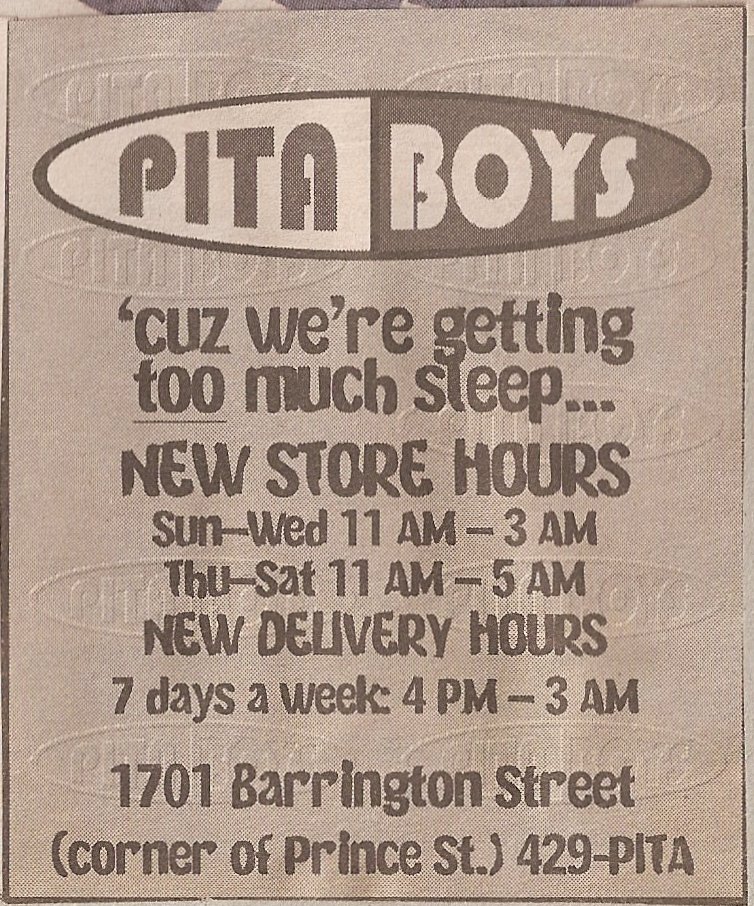 PITA BOYS
'cuz we're getting
too much sleep...
NEW STORE HOURS
Sun–Wed 11 AM – 3 AM
Thu–Sat 11 AM – 5 AM
NEW DELIVERY HOURS
7 days a week: 4 PM – 3 AM
1701 Barrington Street
(corner of Prince St.) 429-PITA